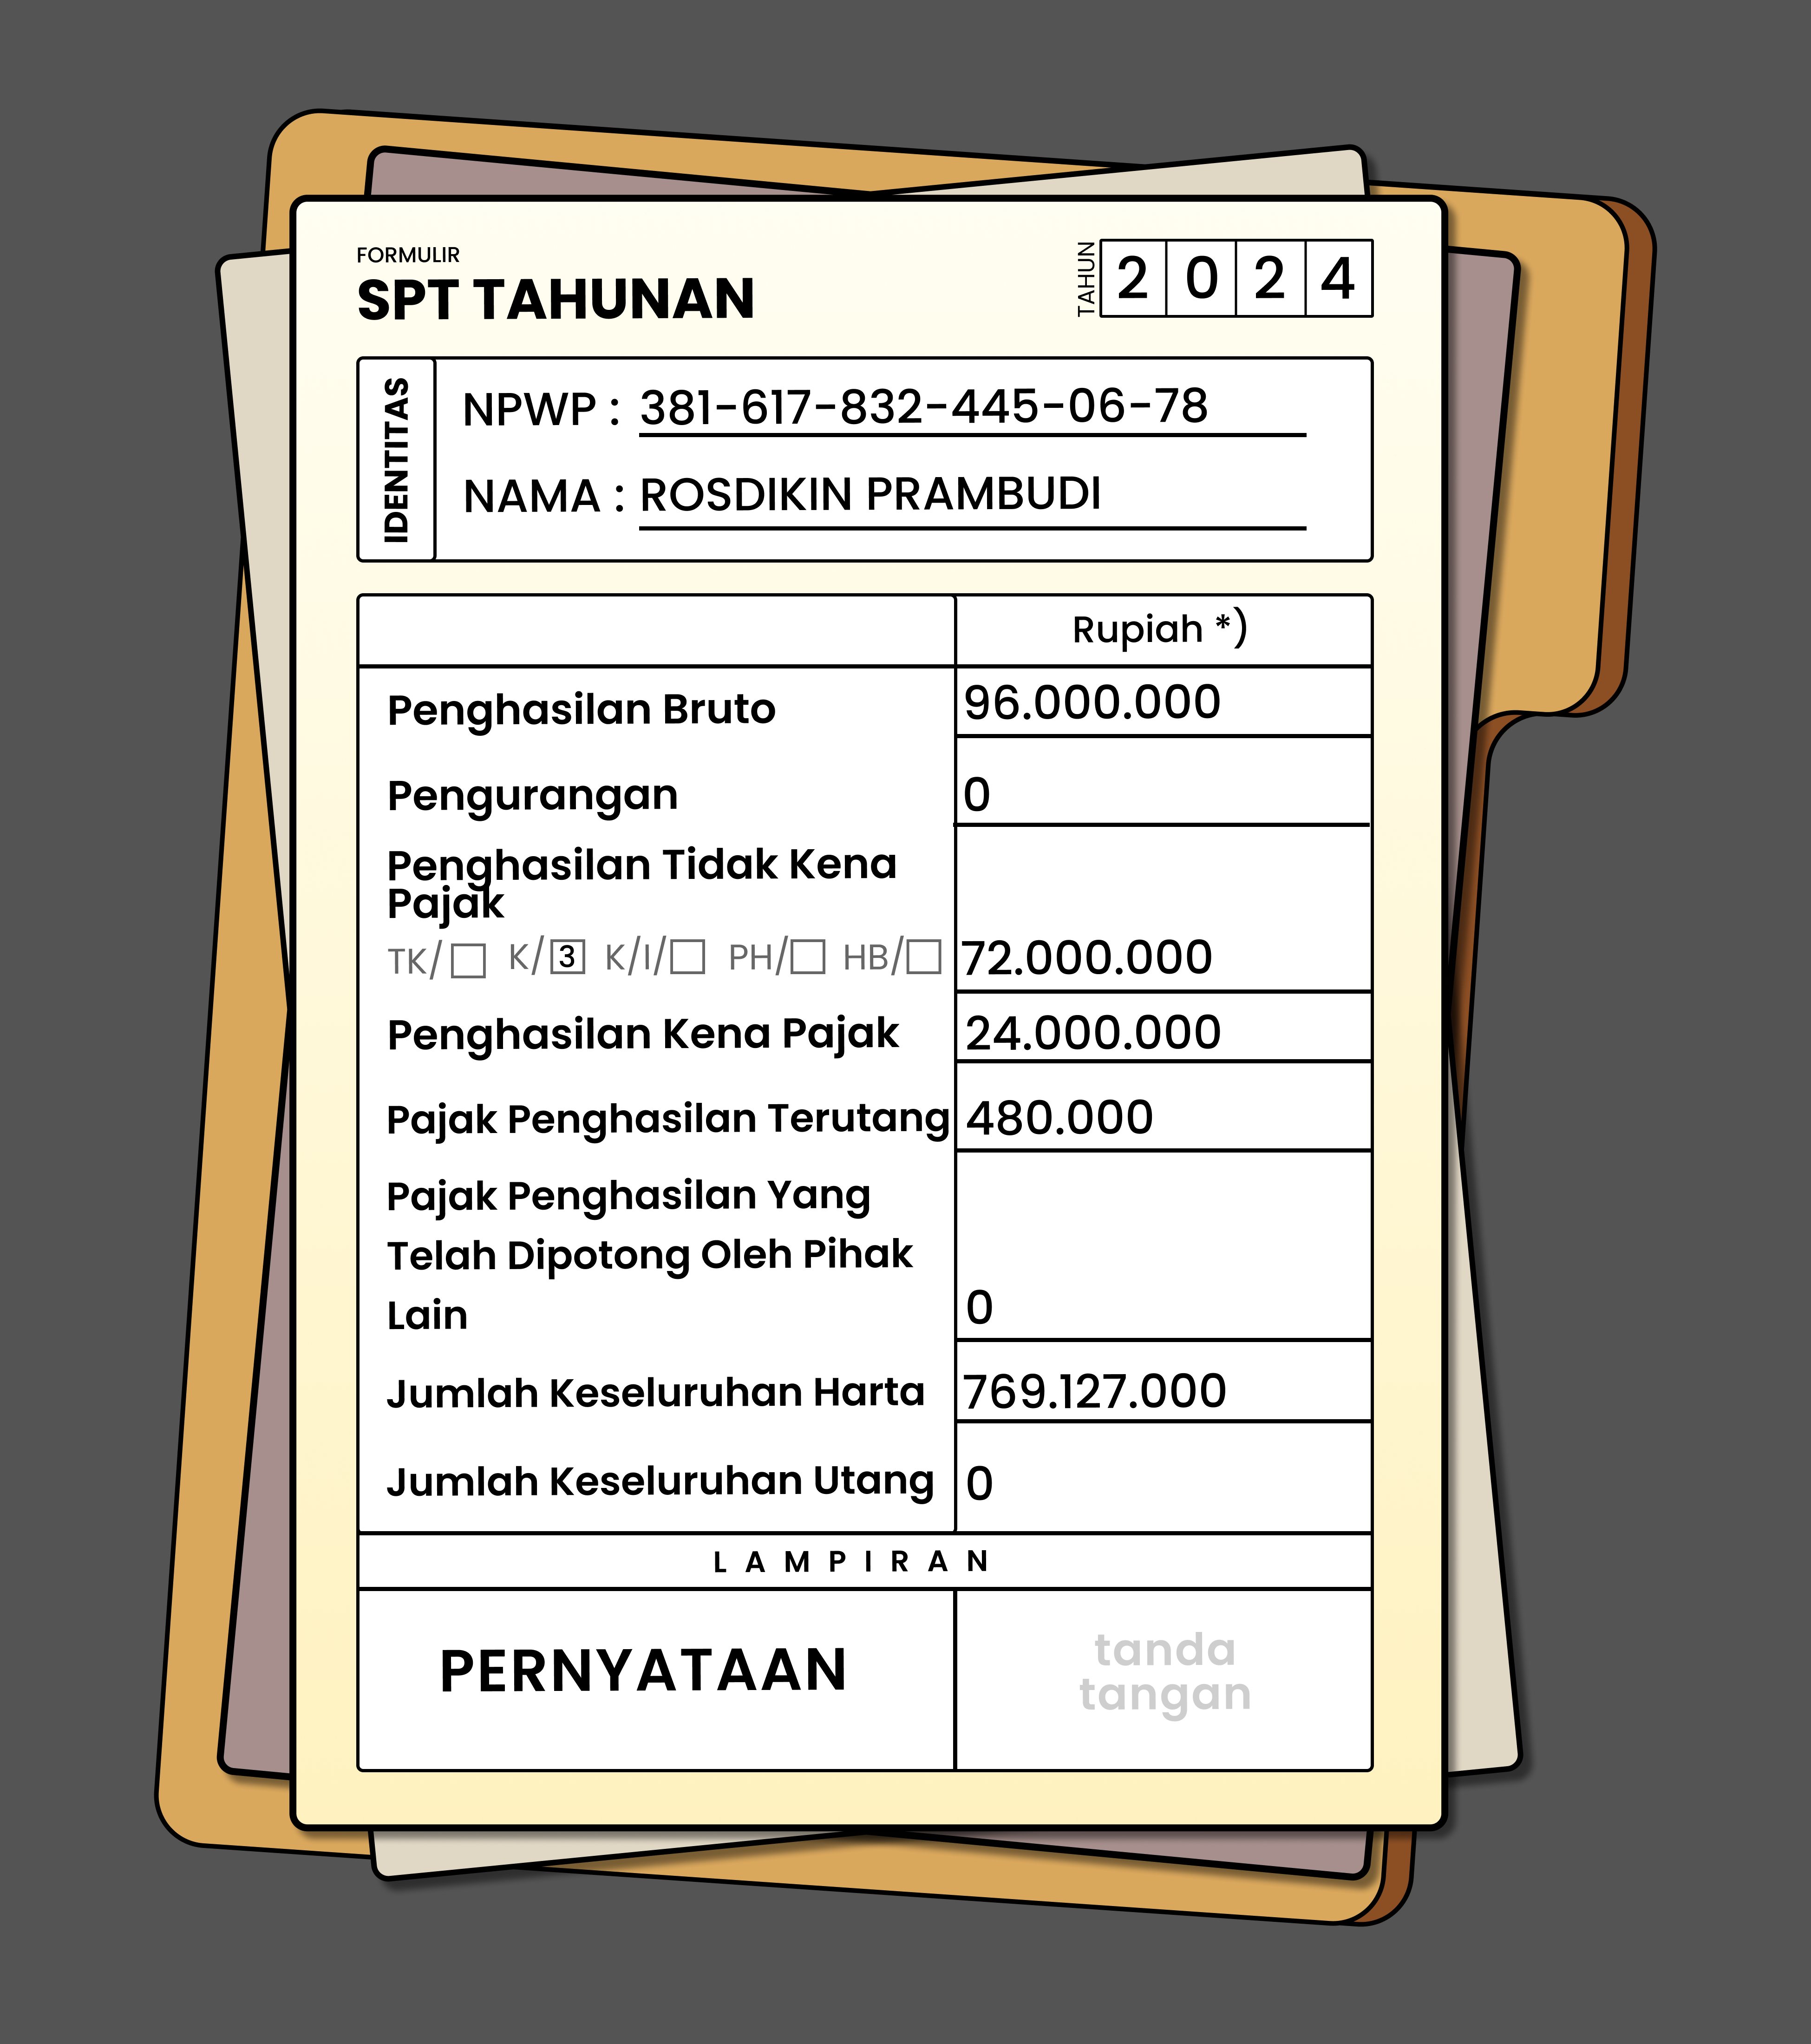 FORMULIR
SPT TAHUNAN
TAHUN
2 0 2 4
IDENTITAS
NPWP : 381-617-832-445-06-78
NAMA : ROSDIKIN PRAMBUDI
Rupiah *)
Penghasilan Bruto 96.000.000
Pengurangan 0
Penghasilan Tidak Kena
Pajak
TK/ K/ 3 K/I/ PH/ HB/ 72.000.000
Penghasilan Kena Pajak 24.000.000
Pajak Penghasilan Terutang 480.000
Pajak Penghasilan Yang
Telah Dipotong Oleh Pihak
Lain 0
Jumlah Keseluruhan Harta 769.127.000
Jumlah Keseluruhan Utang 0
LAMPIRAN
PERNYATAAN
tanda
tangan